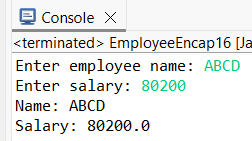 Console ×
<terminated> EmployeeEncap16 [Ja
Enter employee name: ABCD
Enter salary: 80200
Name: ABCD
Salary: 80200.0